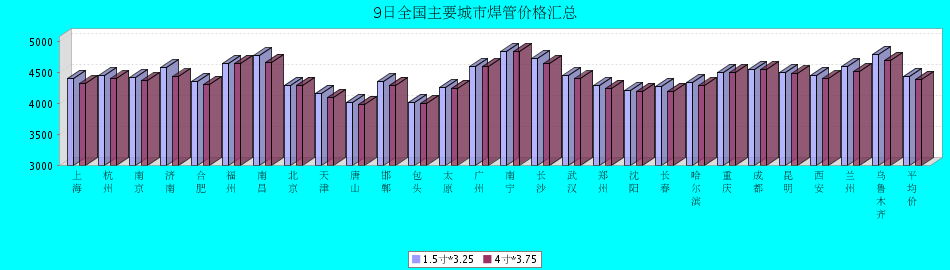 9日全国主要城市焊管价格汇总
5000
4500
4000
3500
3000
上海 杭州 南京 济南 合肥 福州 南昌 北京 天津 唐山 邯郸 包头 太原 广州 南宁 长沙 武汉 郑州 沈阳 长春 哈尔滨 重庆 成都 昆明 西安 兰州 乌鲁木齐 平均价
1.5寸*3.25 4寸*3.75